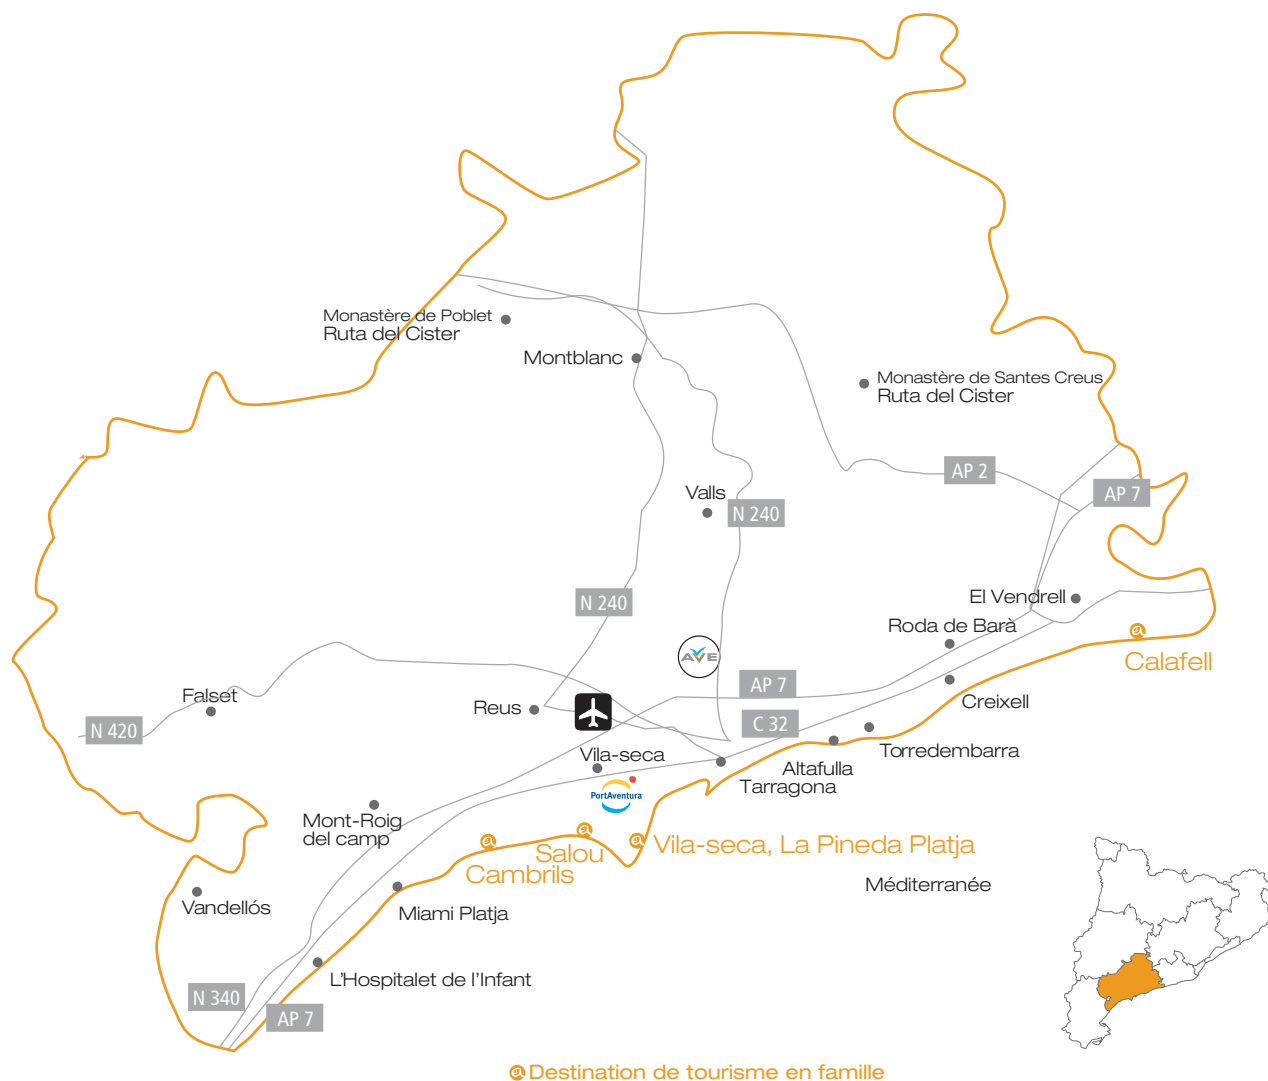 Monastère de Poblet
Ruta del Cister
Montblanc
Monastère de Santes Creus
Ruta del Cister
AP 2
AP 7
Valls
N 240
N 240
El Vendrell
Roda de Barà
AVE
Calafell
AP 7
Falset
Reus
Creixell
N 420
C 32
Torredembarra
Vila-seca
Altafulla
Tarragona
PortAventura
Mont-Roig
del camp
Salou
Vila-seca, La Pineda Platja
Cambrils
Méditerranée
Vandellós
Miami Platja
L'Hospitalet de l'Infant
N 340
AP 7
Destination de tourisme en famille